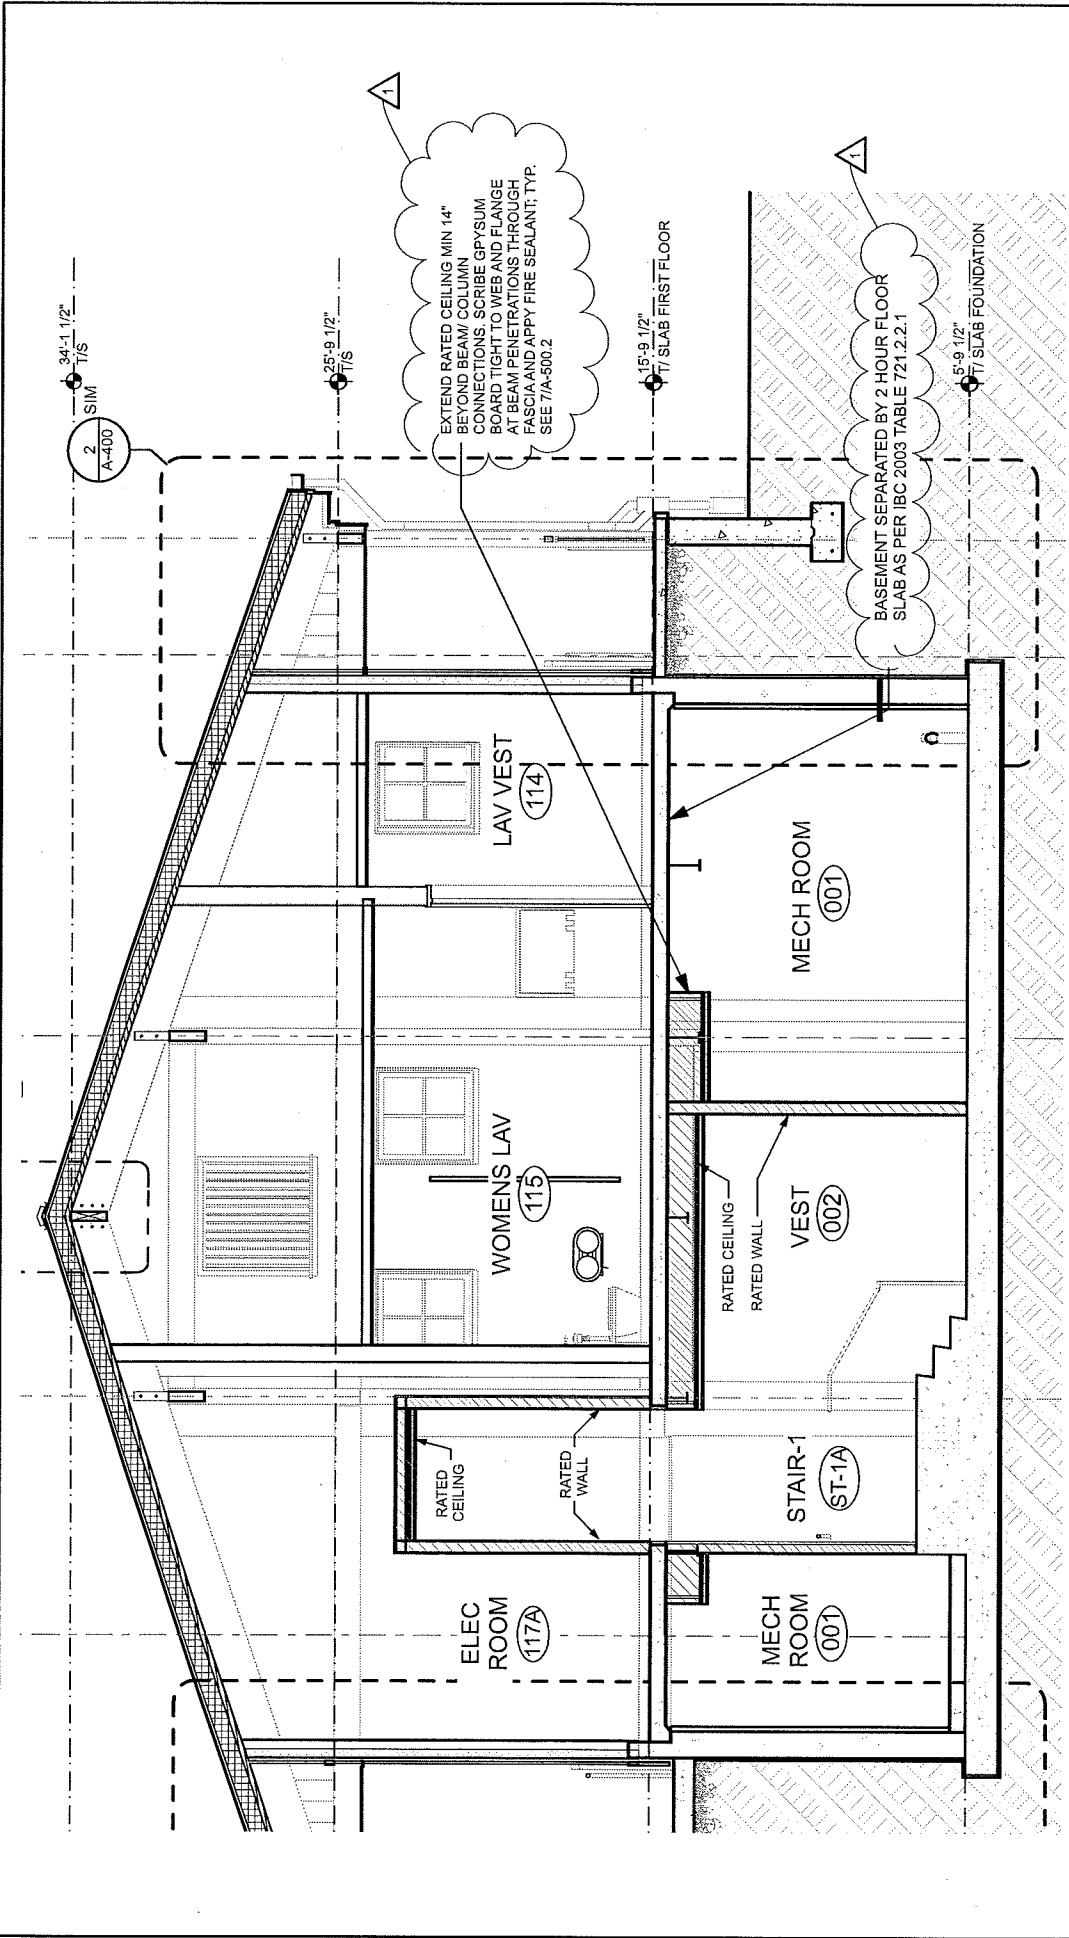 34'-1 1/2"
T/S
SIM
2
A-400
25'-9 1/2"
T/S
1
EXTEND RATED CEILING MIN 14"
BEYOND BEAM/ COLUMN
CONNECTIONS. SCRIBE GPYSUM
BOARD TIGHT TO WEB AND FLANGE
AT BEAM PENETRATIONS THROUGH
FASCIA AND APPY FIRE SEALANT; TYP.
SEE 7/A-500.2
15'-9 1/2"
T/ SLAB FIRST FLOOR
1
BASEMENT SEPARATED BY 2 HOUR FLOOR
SLAB AS PER IBC 2003 TABLE 721.2.2.1
5'-9 1/2"
T/ SLAB FOUNDATION
ELEC
ROOM
117A
RATED
CEILING
RATED
WALL
WOMENS LAV
115
LAV VEST
114
MECH
ROOM
001
STAIR-1
ST-1A
RATED CEILING
RATED WALL
VEST
002
MECH ROOM
001